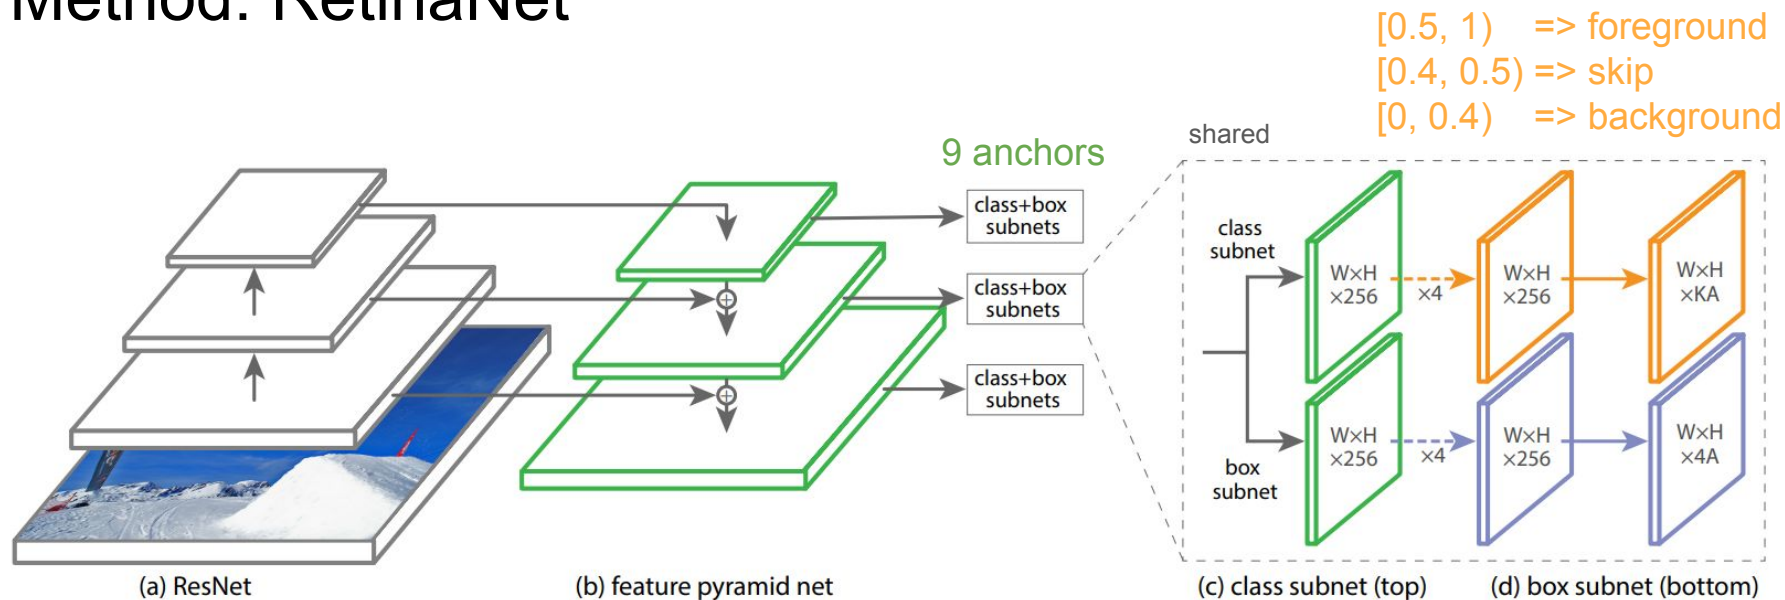 Method: RetinaNet
[0.5, 1) => foreground
[0.4, 0.5) => skip
[0, 0.4) => background
9 anchors
shared
class+box
subnets
class+box
subnets
class+box
subnets
class
subnet
W×H
×256
×4
W×H
×256
W×H
×KA
box
subnet
W×H
×256
×4
W×H
×256
W×H
×4A
(a) ResNet
(b) feature pyramid net
(c) class subnet (top)
(d) box subnet (bottom)